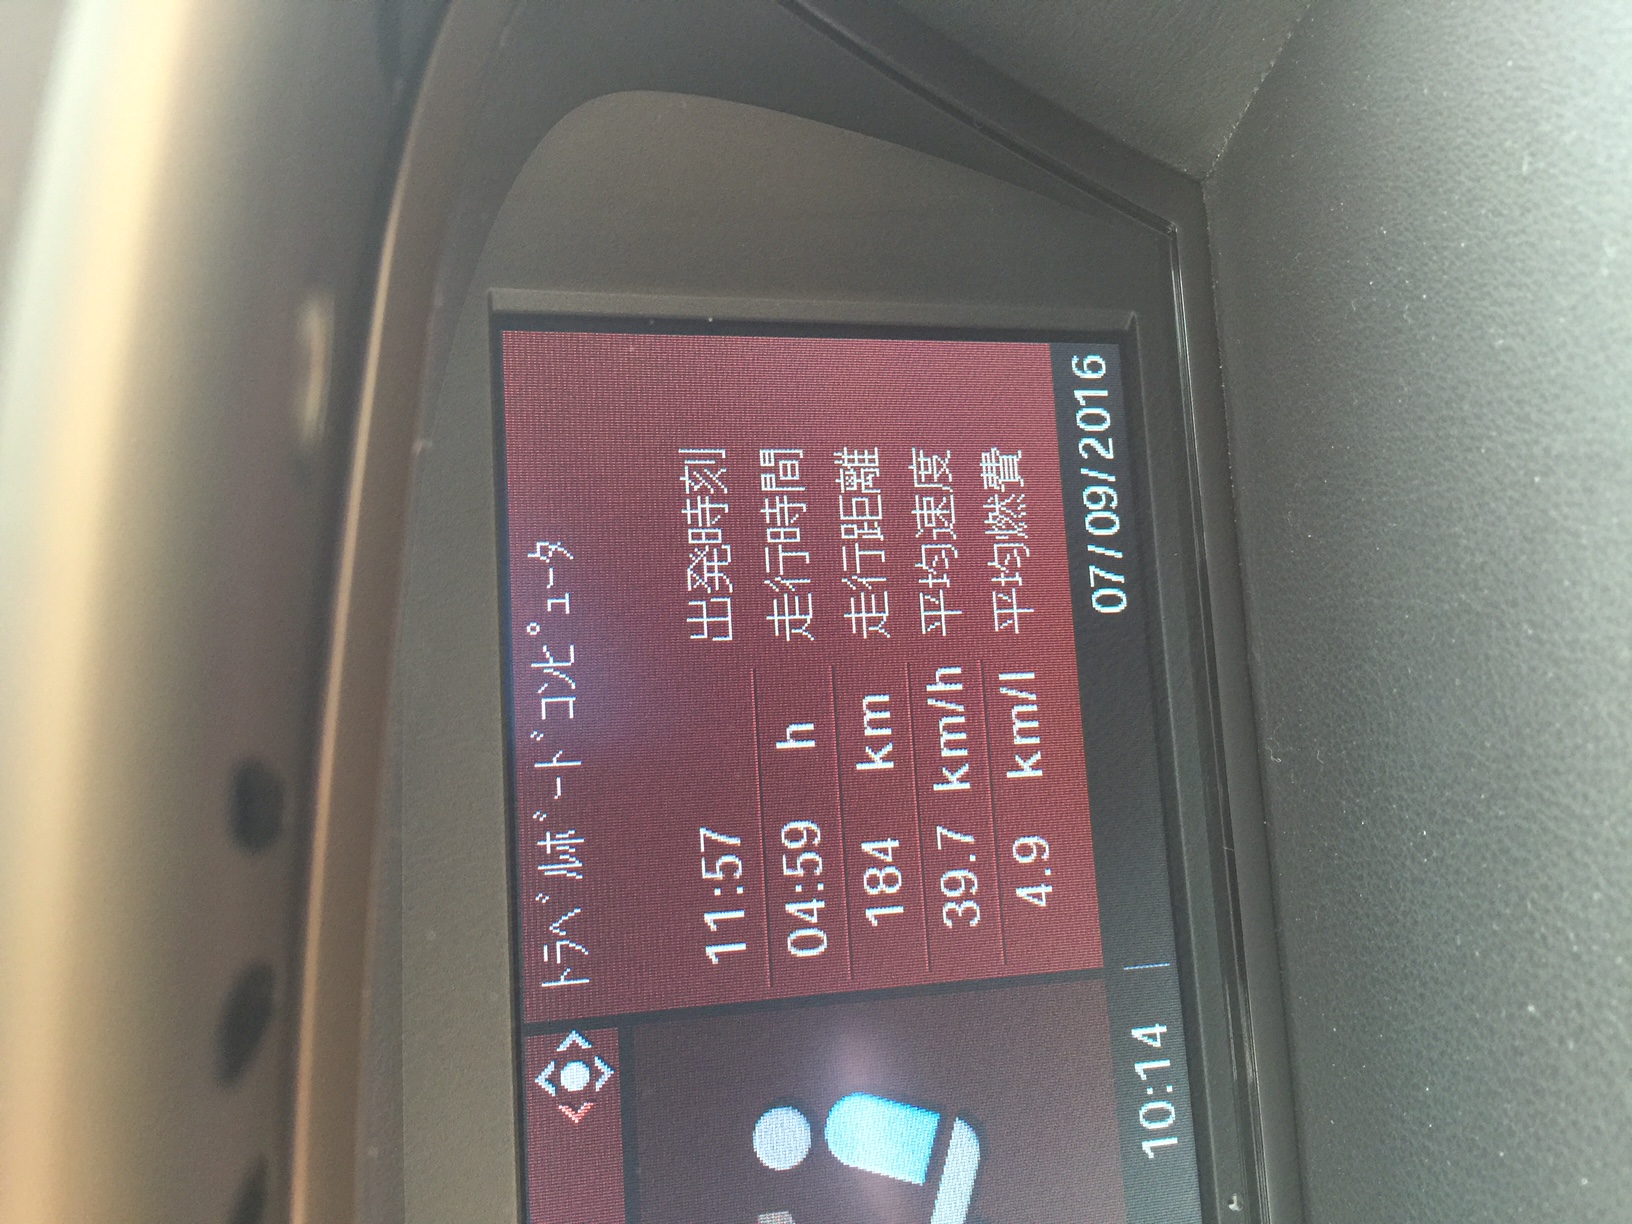 ﾄﾗﾍﾞﾙﾎﾞｰﾄﾞｺﾝﾋﾟｭｰﾀ
11:57 出発時刻
04:59 h 走行時間
184 km 走行距離
39.7 km/h 平均速度
4.9 km/l 平均燃費
10:14 07/09/2016